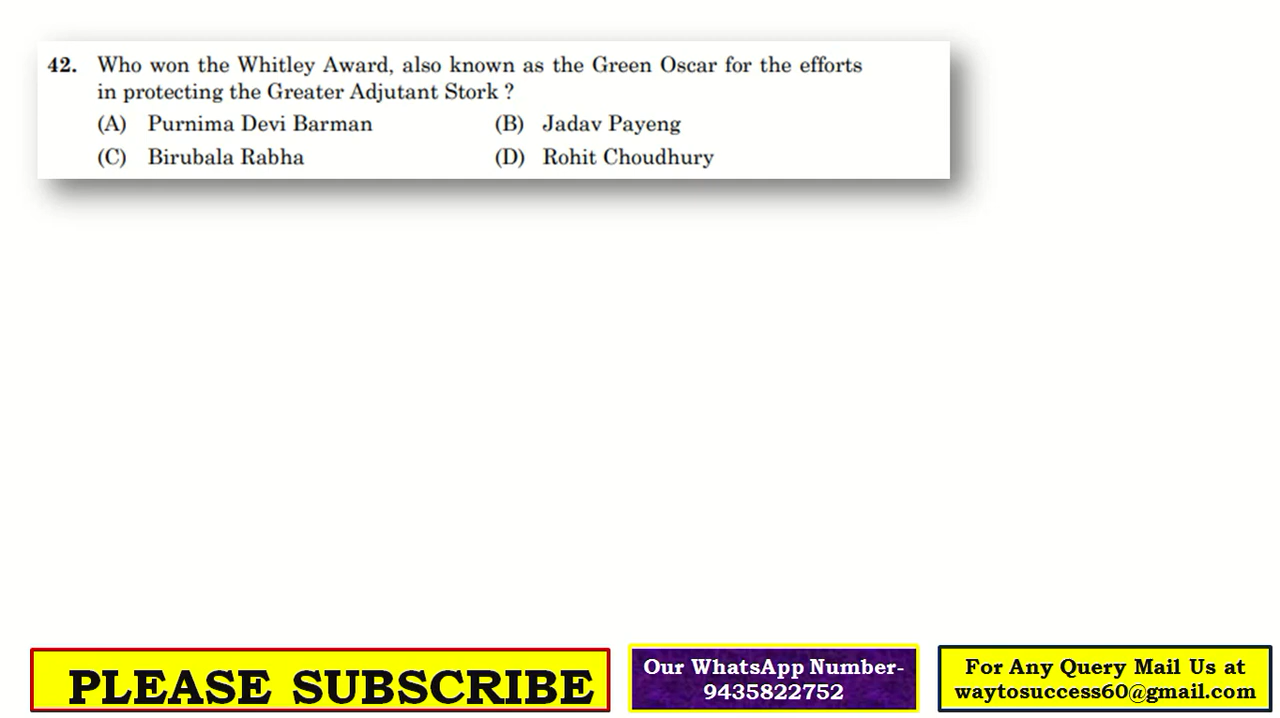 42. Who won the Whitley Award, also known as the Green Oscar for the efforts
in protecting the Greater Adjutant Stork ?
(A) Purnima Devi Barman (B) Jadav Payeng
(C) Birubala Rabha (D) Rohit Choudhury
PLEASE SUBSCRIBE
Our WhatsApp Number-
9435822752
For Any Query Mail Us at
waytosuccess60@gmail.com